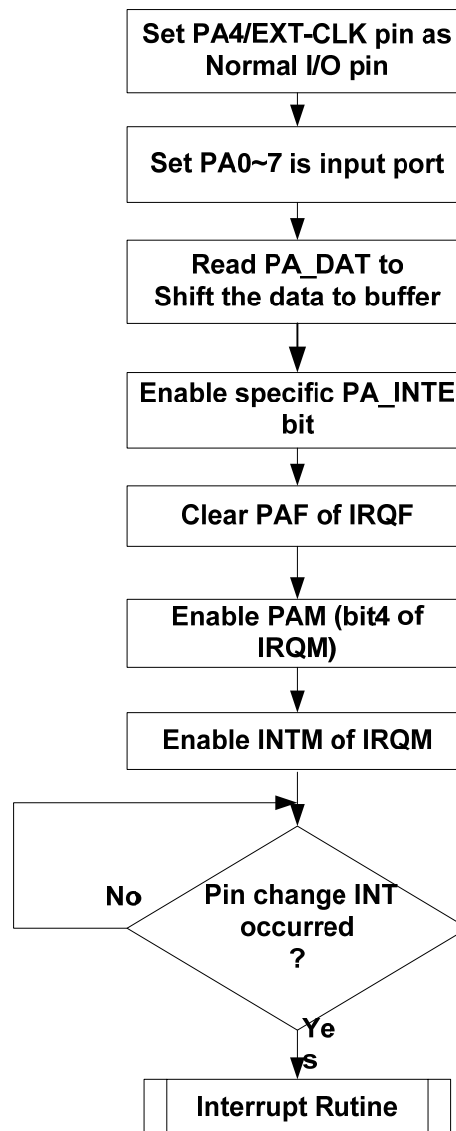 Set PA4/EXT-CLK pin as
Normal I/O pin
Set PA0~7 is input port
Read PA_DAT to
Shift the data to buffer
Enable specific PA_INTE
bit
Clear PAF of IRQF
Enable PAM (bit4 of
IRQM)
Enable INTM of IRQM
No
Pin change INT
occurred
?
Ye
s
Interrupt Rutine